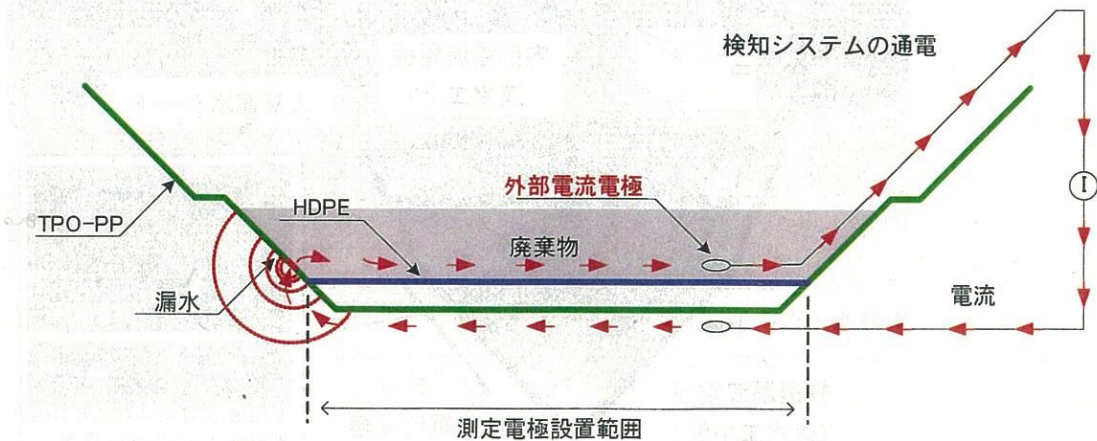 検知システムの通電
外部電流電極
HDPE
TPO-PP
廃棄物
I
漏水
電流
測定電極設置範囲